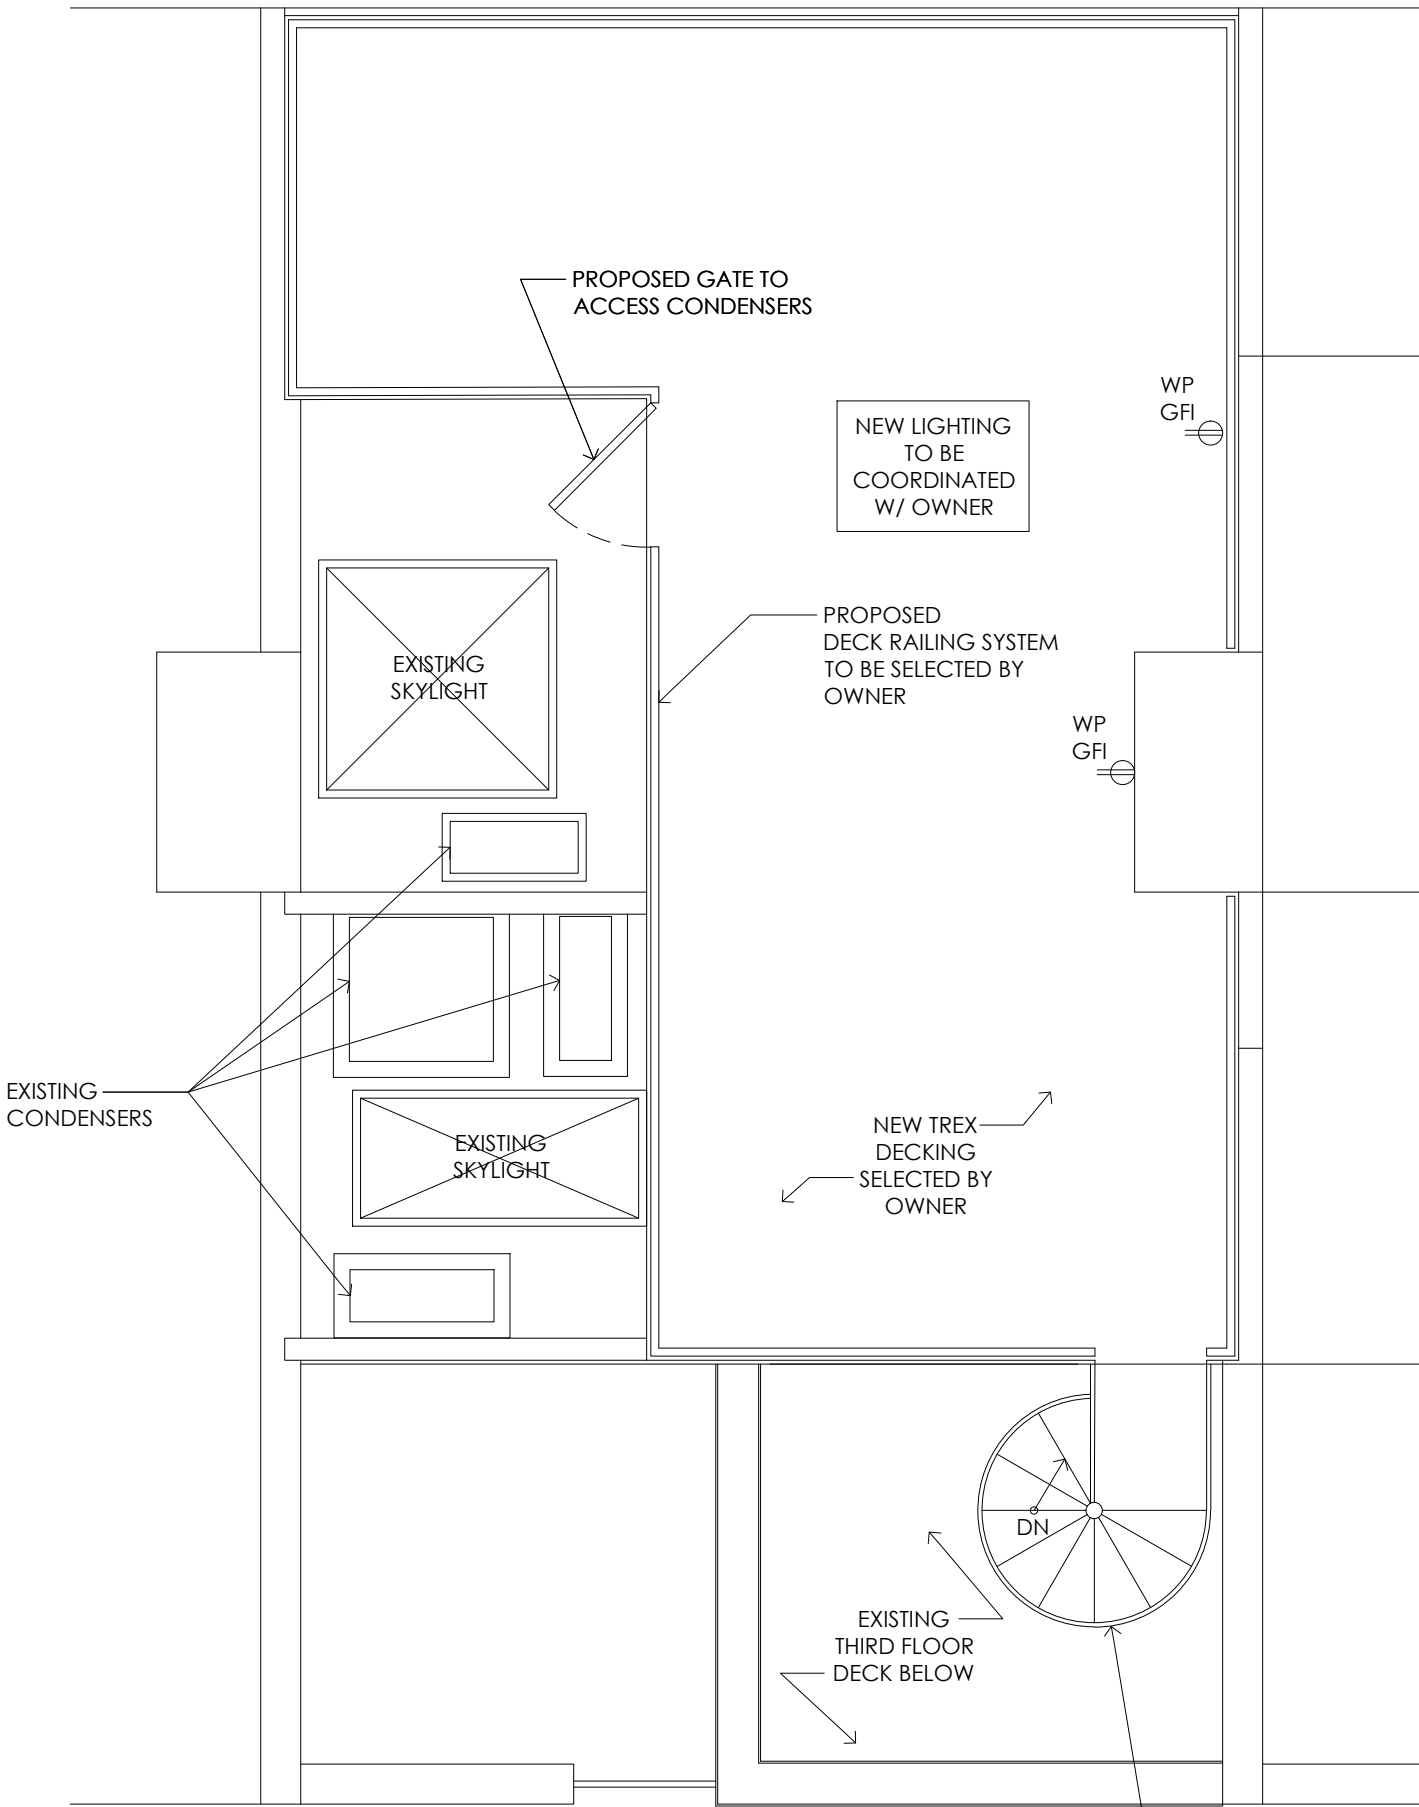 PROPOSED GATE TO
ACCESS CONDENSERS
WP
GFI
NEW LIGHTING
TO BE
COORDINATED
W/ OWNER
PROPOSED
DECK RAILING SYSTEM
TO BE SELECTED BY
OWNER
EXISTING
SKYLIGHT
WP
GFI
EXISTING
CONDENSERS
NEW TREX
DECKING
SELECTED BY
OWNER
EXISTING
SKYLIGHT
DN
EXISTING
THIRD FLOOR
DECK BELOW